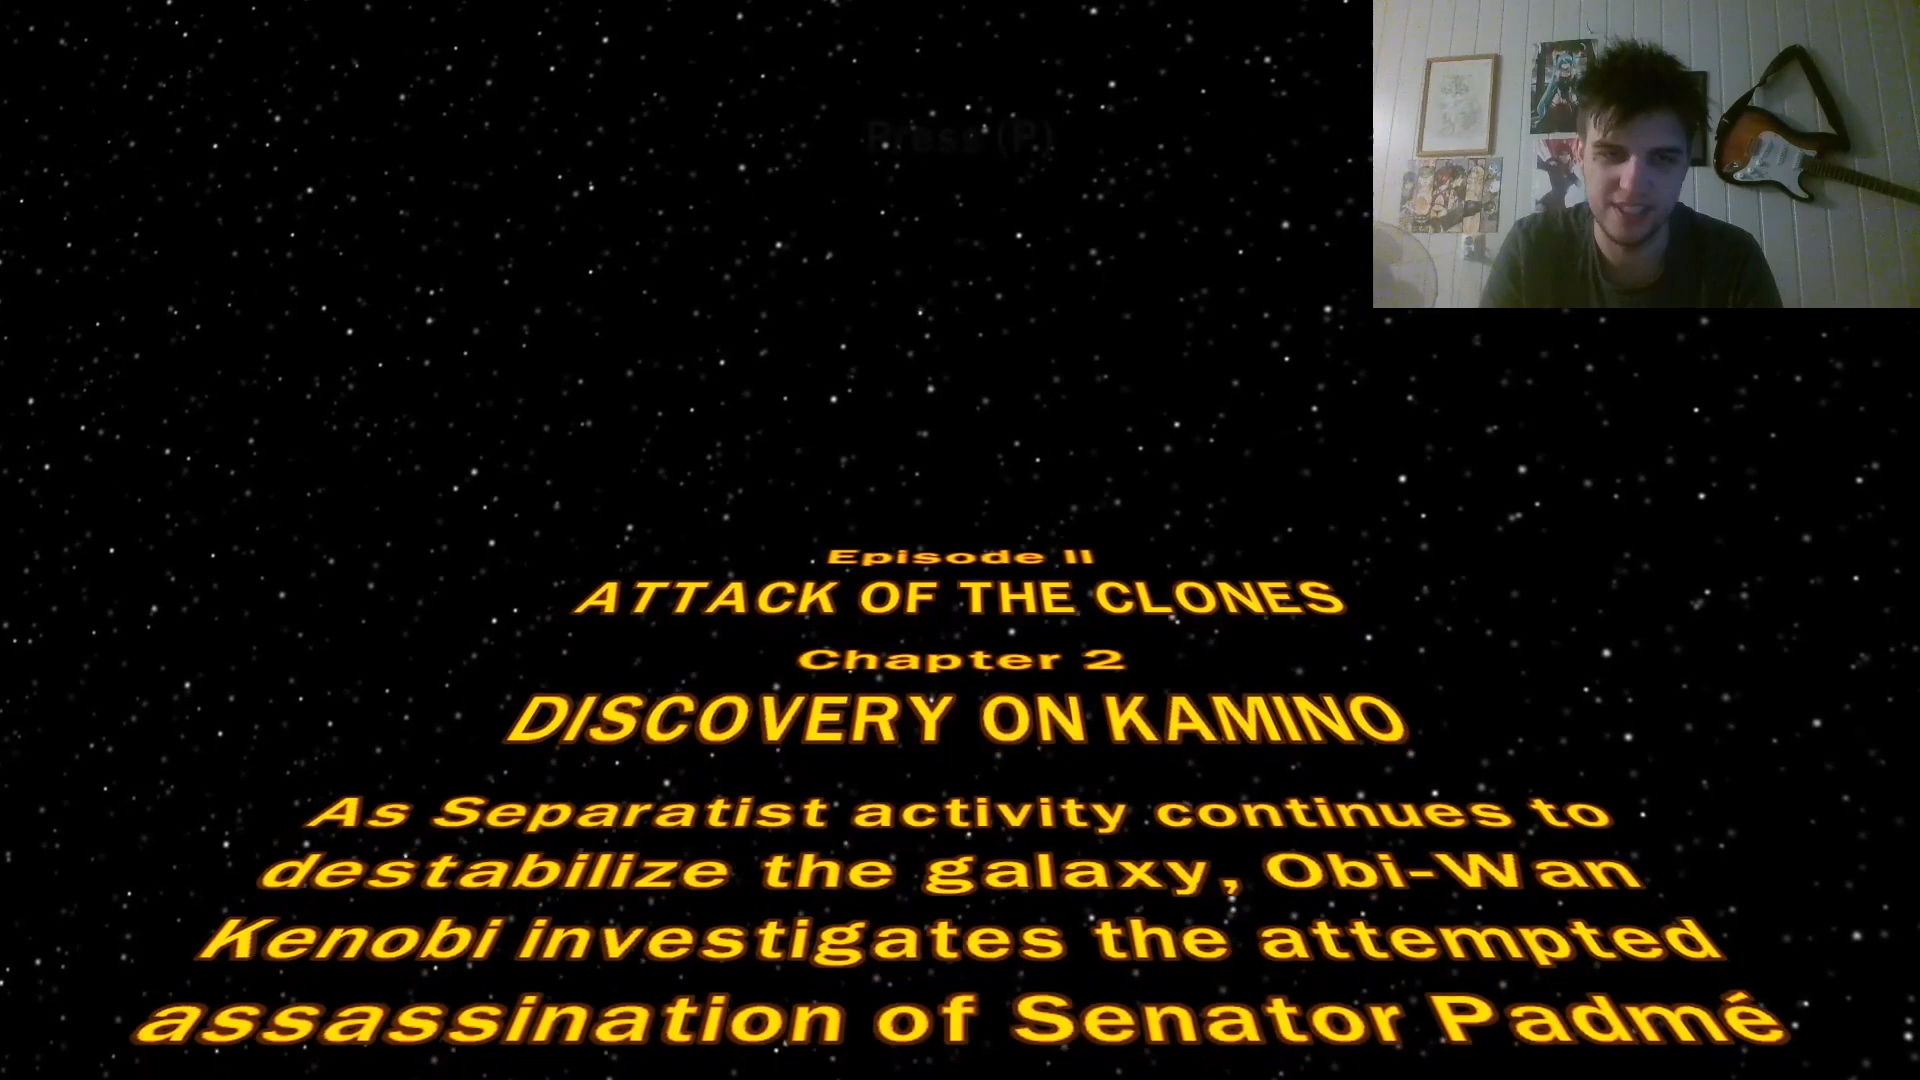 Press (P)
Episode II
ATTACK OF THE CLONES
Chapter 2
DISCOVERY ON KAMINO
As Separatist activity continues to
destabilize the galaxy, Obi-Wan
Kenobi investigates the attempted
assassination of Senator Padmé